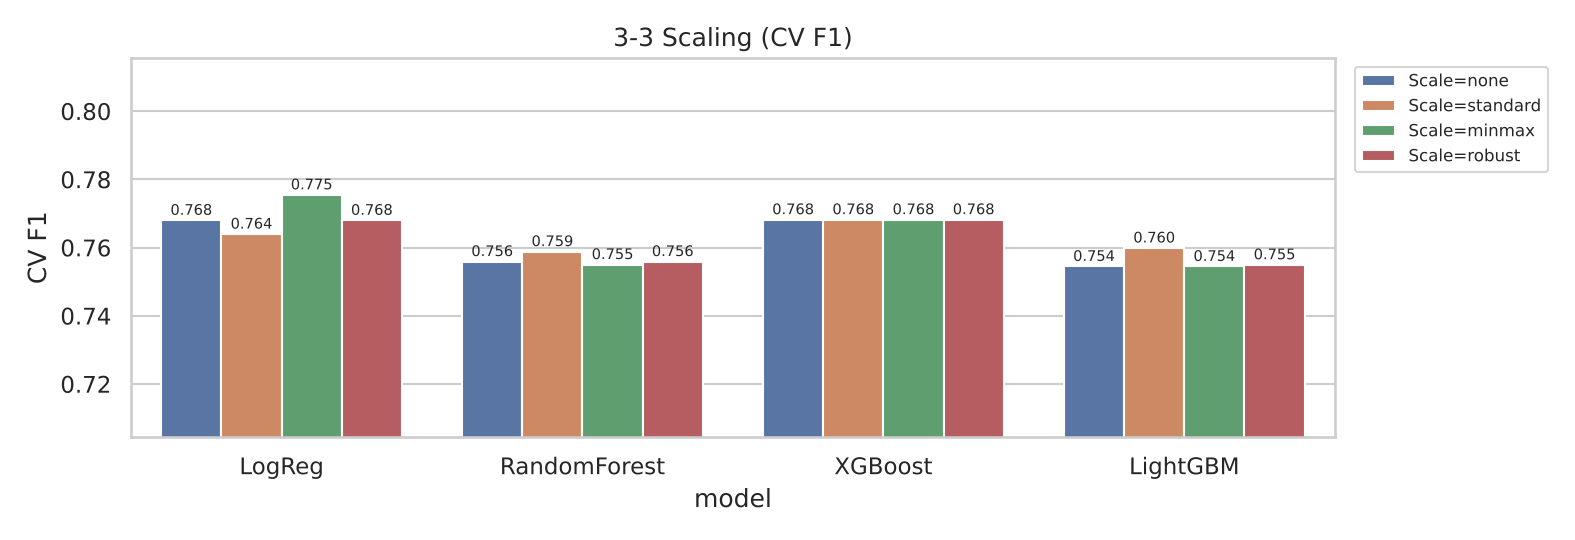 3-3 Scaling (CV F1)
CV F1
0.80
0.78
0.76
0.74
0.72
0.768
0.764
0.775
0.768
0.756
0.759
0.755
0.756
0.768
0.768
0.768
0.768
0.754
0.760
0.754
0.755
LogReg
RandomForest
XGBoost
LightGBM
model
Scale=none
Scale=standard
Scale=minmax
Scale=robust